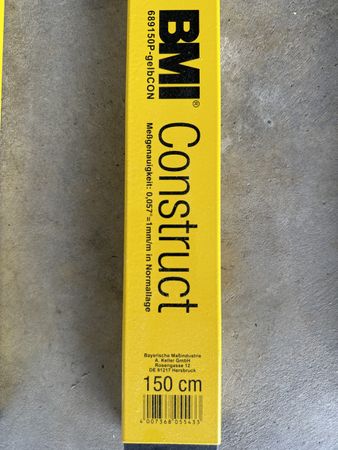 BMI®
689150P-gelbCON
Construct
Meßgenauigkeit: 0,057°=1mm/m in Normallage
Bayerische Maßindustrie
A. Keller GmbH
Rosengasse 12
DE 91217 Hersbruck
150 cm
4 007368 055433